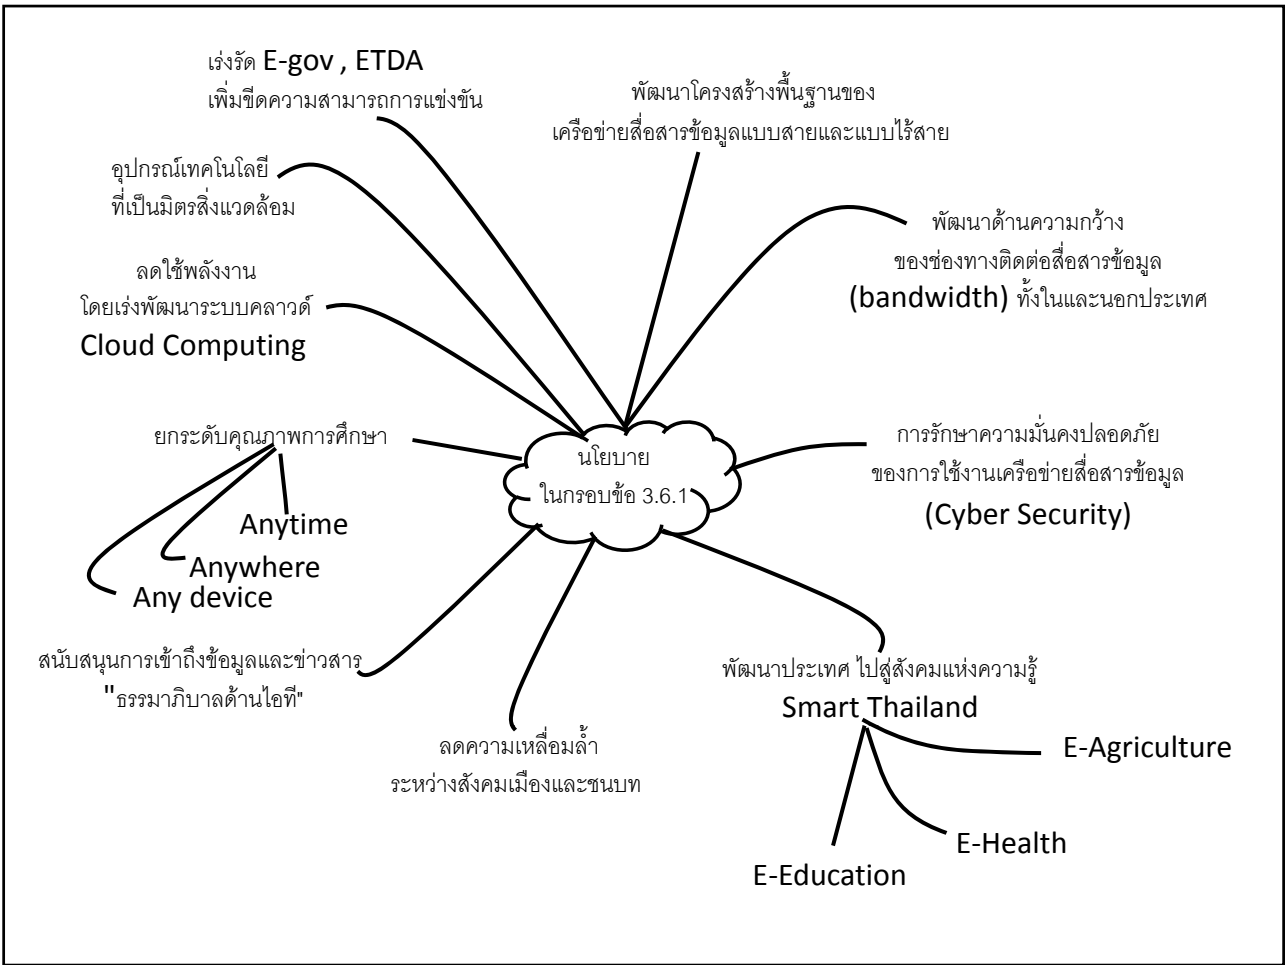 เร่งรัด E-gov , ETDA
เพิ่มขีดความสามารถการแข่งขัน
พัฒนาโครงสร้างพื้นฐานของ
เครือข่ายสื่อสารข้อมูลแบบสายและแบบไร้สาย
อุปกรณ์เทคโนโลยี
ที่เป็นมิตรสิ่งแวดล้อม
พัฒนาด้านความกว้าง
ของช่องทางติดต่อสื่อสารข้อมูล
(bandwidth) ทั้งในและนอกประเทศ
ลดใช้พลังงาน
โดยเร่งพัฒนาระบบคลาวด์
Cloud Computing
ยกระดับคุณภาพการศึกษา
Anytime
Anywhere
Any device
นโยบาย
ในกรอบข้อ 3.6.1
การรักษาความมั่นคงปลอดภัย
ของการใช้งานเครือข่ายสื่อสารข้อมูล
(Cyber Security)
สนับสนุนการเข้าถึงข้อมูลและข่าวสาร
"ธรรมาภิบาลด้านไอที"
ลดความเหลื่อมล้ำ
ระหว่างสังคมเมืองและชนบท
พัฒนาประเทศ ไปสู่สังคมแห่งความรู้
Smart Thailand
E-Agriculture
E-Health
E-Education